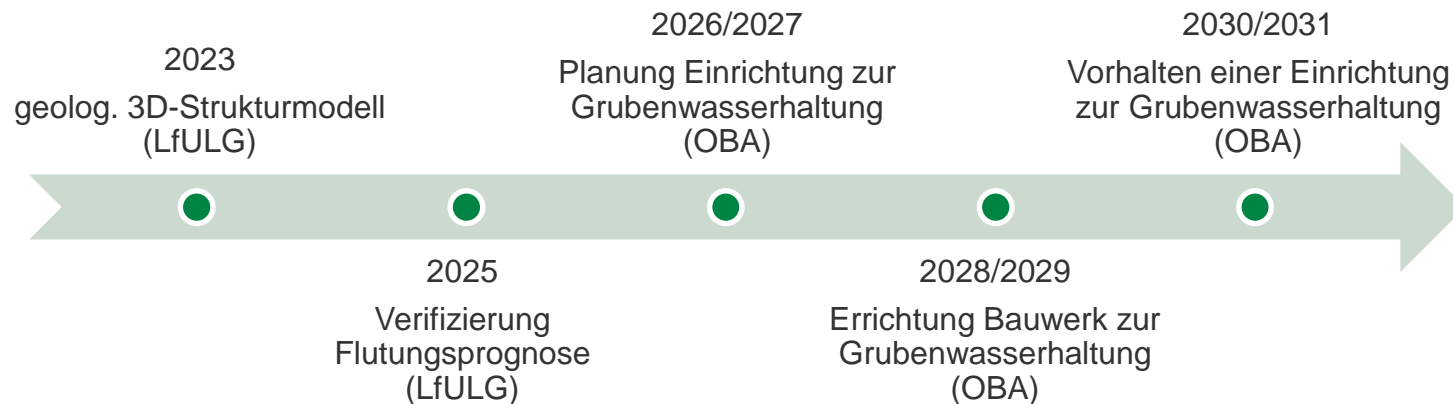 2023
geolog. 3D-Strukturmodell
(LfULG)
2025
Verifizierung
Flutungsprognose
(LfULG)
2026/2027
Planung Einrichtung zur
Grubenwasserhaltung
(OBA)
2028/2029
Errichtung Bauwerk zur
Grubenwasserhaltung
(OBA)
2030/2031
Vorhalten einer Einrichtung
zur Grubenwasserhaltung
(OBA)